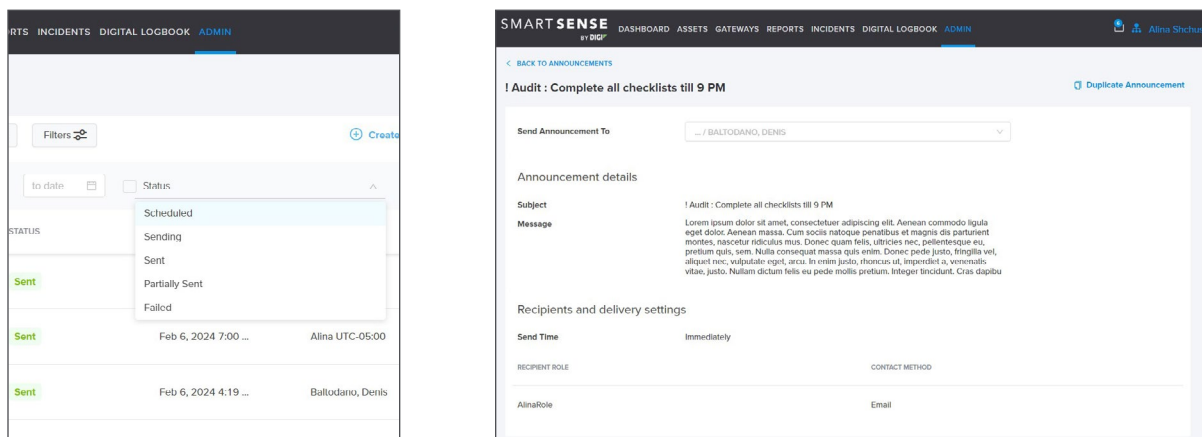 RTS INCIDENTS DIGITAL LOGBOOK ADMIN
Filters
Create
to date
Status
Scheduled
STATUS
Sending
Sent
Partially Sent
Sent
Failed
Sent
Feb 6, 2024 7:00 ...
Alina UTC-05:00
Sent
Feb 6, 2024 4:19 ...
Baltodano, Denis
SMARTSENSE
BY DIGI
DASHBOARD ASSETS GATEWAYS REPORTS INCIDENTS DIGITAL LOGBOOK ADMIN
Alina Shchus
< BACK TO ANNOUNCEMENTS
! Audit : Complete all checklists till 9 PM
Duplicate Announcement
Send Announcement To
... / BALTODANO, DENIS
Announcement details
Subject
! Audit : Complete all checklists till 9 PM
Message
Lorem ipsum dolor sit amet, consectetuer adipiscing elit. Aenean commodo ligula
eget dolor. Aenean massa. Cum sociis natoque penatibus et magnis dis parturient
montes, nascetur ridiculus mus. Donec quam felis, ultricies nec, pellentesque eu,
pretium quis, sem. Nulla consequat massa quis enim. Donec pede justo, fringilla vel,
aliquet nec, vulputate eget, arcu. In enim justo, rhoncus ut, imperdiet a, venenatis
vitae, justo. Nullam dictum felis eu pede mollis pretium. Integer tincidunt. Cras dapibu
Recipients and delivery settings
Send Time
Immediately
RECIPIENT ROLE
CONTACT METHOD
AlinaRole
Email